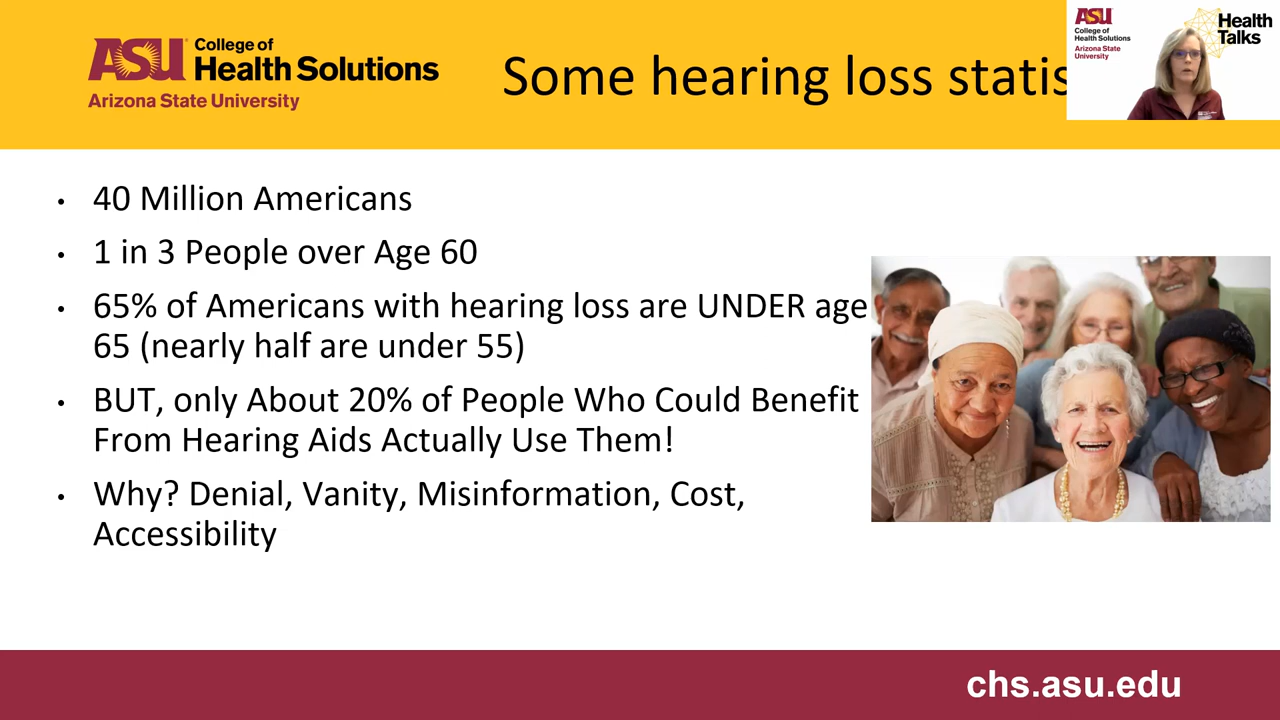 ASU College of
Health Solutions
Arizona State University
Some hearing loss statis
ASU
College of
Health Solutions
Arizona State
University
Health
Talks
• 40 Million Americans
• 1 in 3 People over Age 60
• 65% of Americans with hearing loss are UNDER age
65 (nearly half are under 55)
• BUT, only About 20% of People Who Could Benefit
From Hearing Aids Actually Use Them!
• Why? Denial, Vanity, Misinformation, Cost,
Accessibility
chs.asu.edu